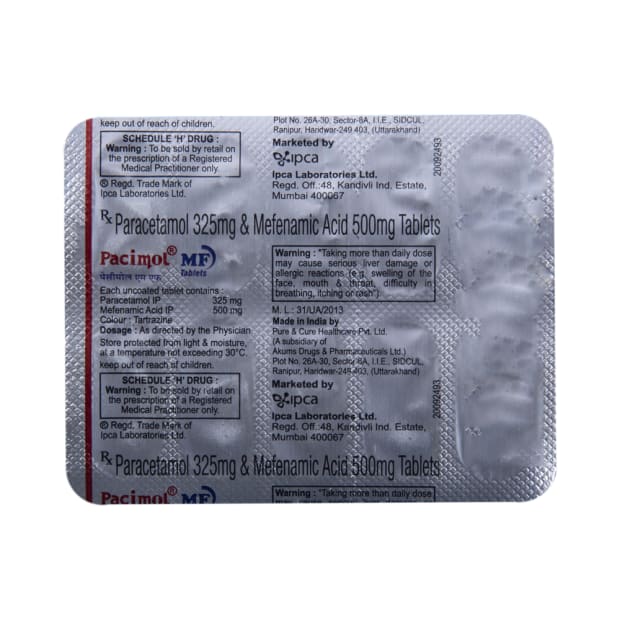 keep out of reach of children.
SCHEDULE 'H' DRUG :
Warning : To be sold by retail on
the prescription of a Registered
Medical Practitioner only.
® Regd. Trade Mark of
Ipca Laboratories Ltd.
Plot No. 26A-30, Sector-8A, I.I.E., SIDCUL,
Ranipur, Haridwar-249 403, (Uttarakhand)
Marketed by
ipca
Ipca Laboratories Ltd.
Regd. Off.:48, Kandivli Ind. Estate,
Mumbai 400067
20092493
Rx Paracetamol 325mg & Mefenamic Acid 500mg Tablets
Pacimol® MF
Tablets
पेसीमोल एम एफ
Each uncoated tablet contains :
Paracetamol IP 325 mg
Mefenamic Acid IP 500 mg
Colour : Tartrazine
Dosage : As directed by the Physician
Store protected from light & moisture,
at a temperature not exceeding 30°C.
keep out of reach of children.
SCHEDULE 'H' DRUG :
Warning : To be sold by retail on
the prescription of a Registered
Medical Practitioner only.
® Regd. Trade Mark of
Ipca Laboratories Ltd.
Warning : "Taking more than daily dose
may cause serious liver damage or
allergic reactions (e.g. swelling of the
face, mouth & throat, difficulty in
breathing, itching or rash").
M. L.: 31/UA/2013
Made in India by
Pure & Cure Healthcare Pvt. Ltd.
(A subsidiary of
Akums Drugs & Pharmaceuticals Ltd.)
Plot No. 26A-30, Sector-8A, I.I.E., SIDCUL,
Ranipur, Haridwar-249 403, (Uttarakhand)
Marketed by
ipca
Ipca Laboratories Ltd.
Regd. Off.:48, Kandivli Ind. Estate,
Mumbai 400067
20092493
Rx Paracetamol 325mg & Mefenamic Acid 500mg Tablets
Pacimol® MF
Warning : "Taking more than daily dose